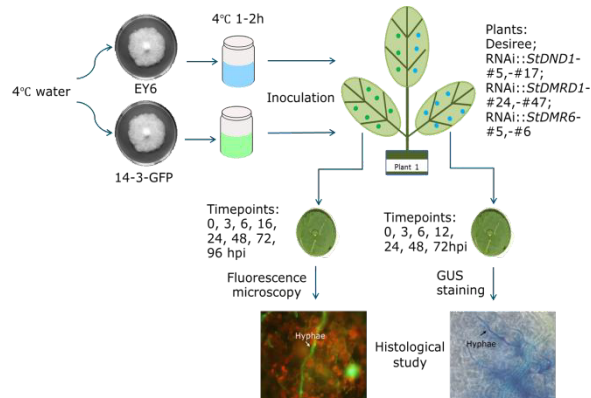 4℃ 1-2h
EY6
4℃ water
Inoculation
14-3-GFP
Plants:
Desiree;
RNAi::StDND1-
#5,-#17;
RNAi::StDMRD1-
#24,-#47;
RNAi::StDMR6-
#5,-#6
Plant 1
Timepoints:
0, 3, 6, 16,
24, 48, 72,
96 hpi
Timepoints:
0, 3, 6, 12,
24, 48, 72hpi
Fluorescence
microscopy
GUS
staining
Hyphae
Histological
study
Hyphae